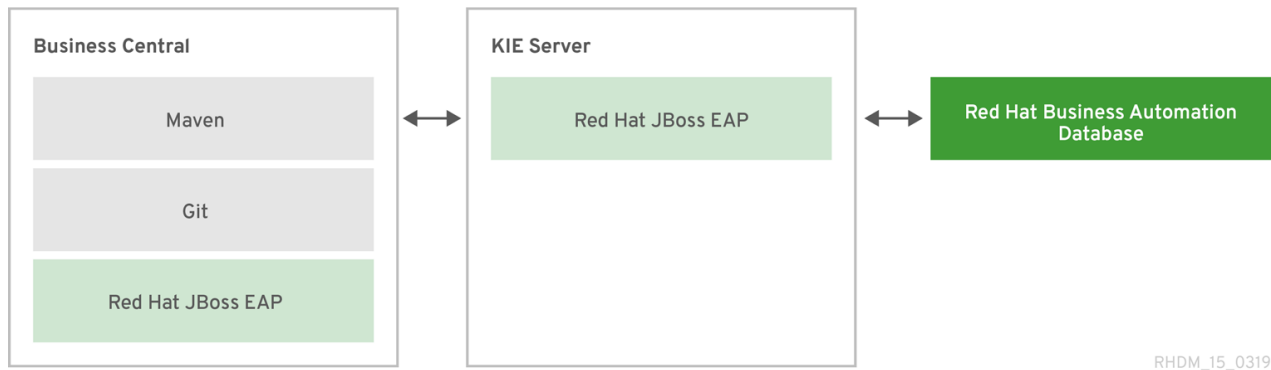 Business Central
Maven
Git
Red Hat JBoss EAP
KIE Server
Red Hat JBoss EAP
Red Hat Business Automation
Database
RHDM_15_0319